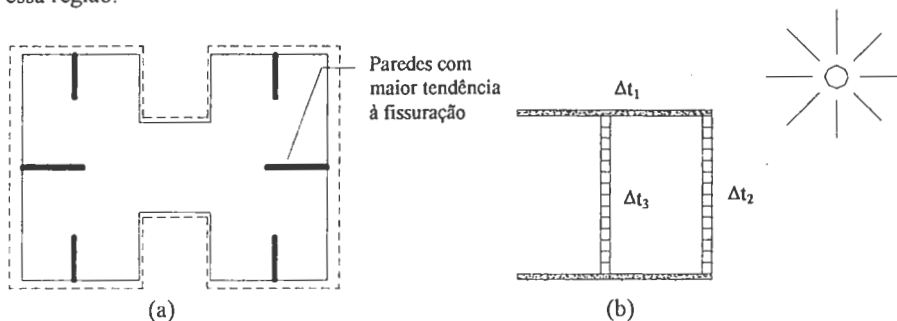 essa região.
Paredes com
maior tendência
à fissuração
Δt₁
Δt₃
Δt₂
(a)
(b)